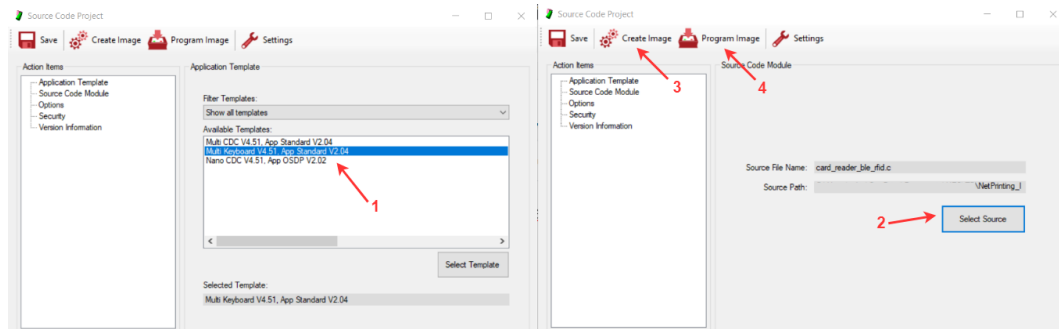 Source Code Project
Save Create Image Program Image Settings
Action Items
Application Template
Source Code Module
Options
Security
Version Information
Application Template
Filter Templates:
Show all templates
Available Templates:
Multi CDC V4.51, App Standard V2.04
Multi Keyboard V4.51, App Standard V2.04
Nano CDC V4.51, App OSDP V2.02
1
Select Template
Selected Template:
Multi Keyboard V4.51, App Standard V2.04
Source Code Project
Save Create Image Program Image Settings
3 4
Action Items
Application Template
Source Code Module
Options
Security
Version Information
Source Code Module
Source File Name: card_reader_ble_rfid.c
Source Path: \NetPrinting_I
2
Select Source